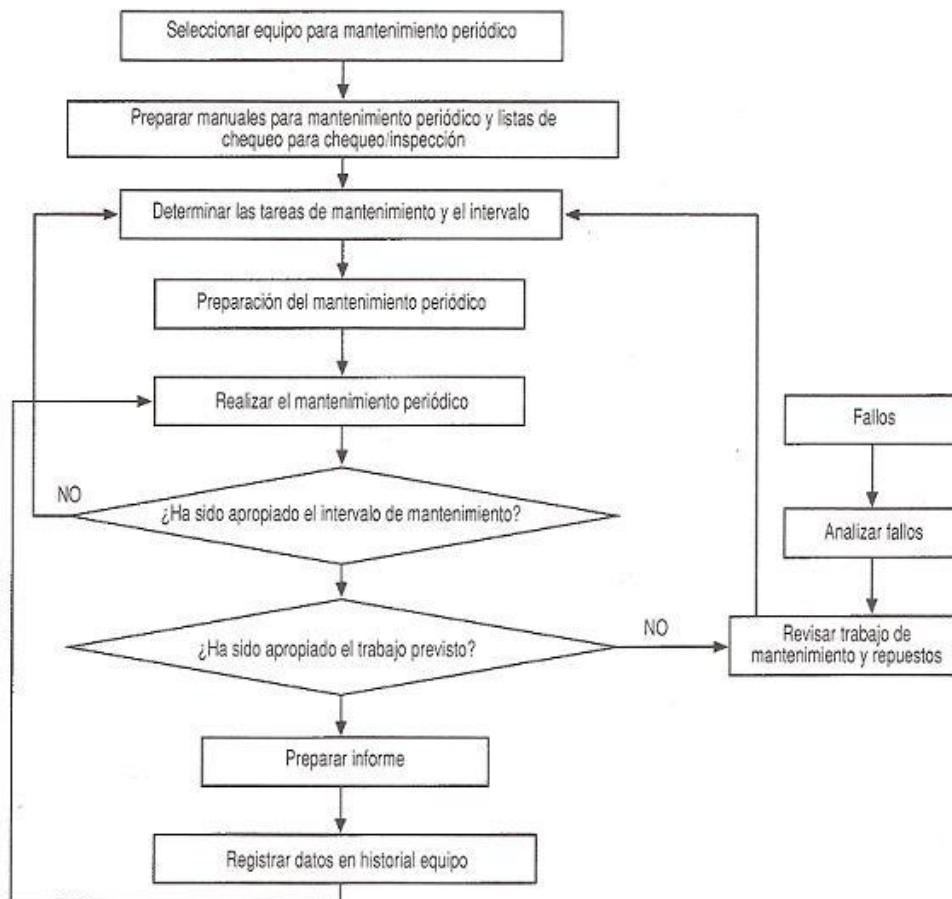 Seleccionar equipo para mantenimiento periódico
Preparar manuales para mantenimiento periódico y listas de
chequeo para chequeo/inspección
Determinar las tareas de mantenimiento y el intervalo
Preparación del mantenimiento periódico
Realizar el mantenimiento periódico
Fallos
NO
¿Ha sido apropiado el intervalo de mantenimiento?
Analizar fallos
¿Ha sido apropiado el trabajo previsto?
NO
Revisar trabajo de
mantenimiento y repuestos
Preparar informe
Registrar datos en historial equipo